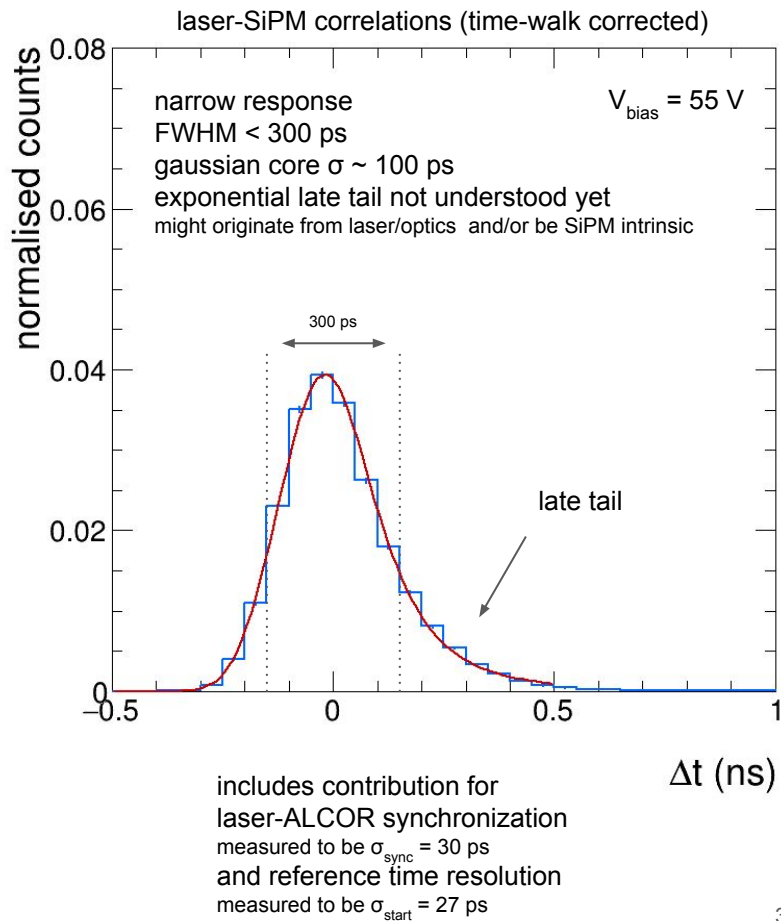 laser-SiPM correlations (time-walk corrected)
normalised counts
0.08
0.06
0.04
0.02
0
narrow response
FWHM < 300 ps
gaussian core σ ~ 100 ps
exponential late tail not understood yet
might originate from laser/optics and/or be SiPM intrinsic
V_bias = 55 V
300 ps
late tail
−0.5
0
0.5
1
Δt (ns)
includes contribution for
laser-ALCOR synchronization
measured to be σ_sync = 30 ps
and reference time resolution
measured to be σ_start = 27 ps